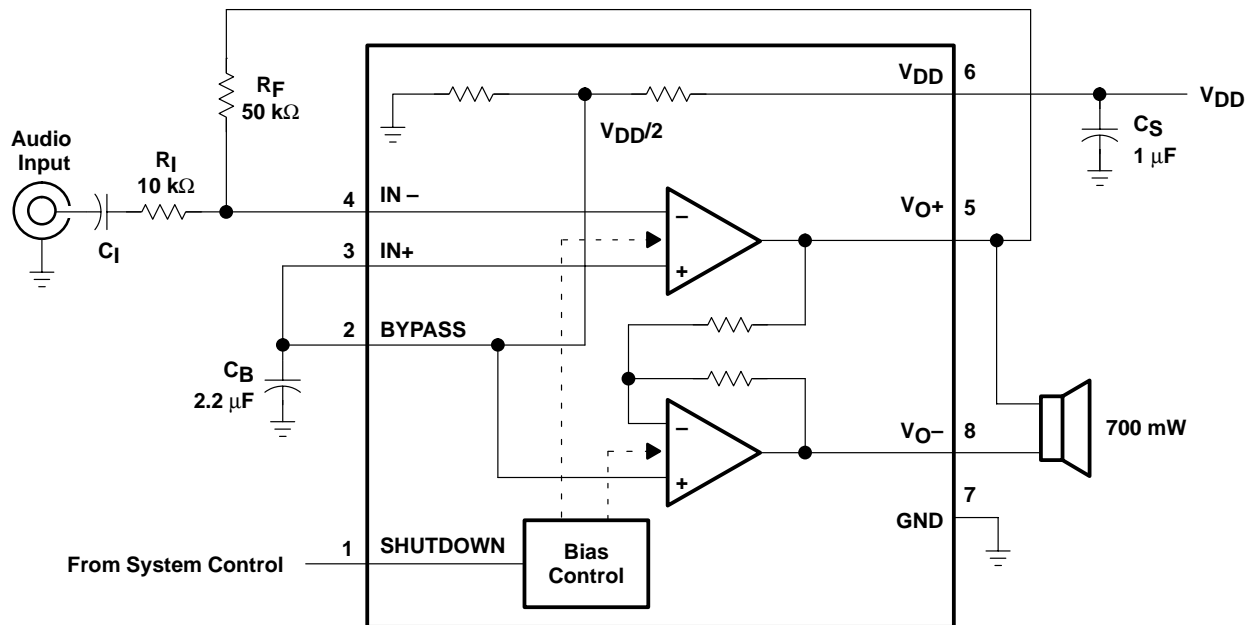 VDD 6
RF
50 kΩ
VDD/2
VDD
CS
1 μF
Audio
Input
RI
10 kΩ
CI
4 IN –
VO+ 5
–
+
3 IN+
2 BYPASS
CB
2.2 μF
–
+
VO– 8
700 mW
7
GND
From System Control
1 SHUTDOWN
Bias
Control